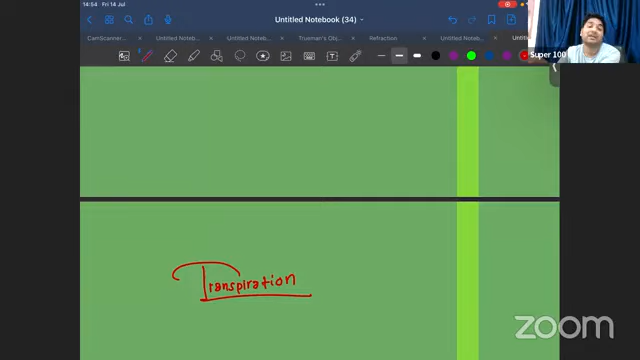 14:54 Fri 14 Jul
Untitled Notebook (34)
CamScanner...
Untitled Noteb...
Untitled Noteb...
Trueman's Obj...
Refraction
Untitled Noteb...
Untitl
Super 100
Transpiration
zoom